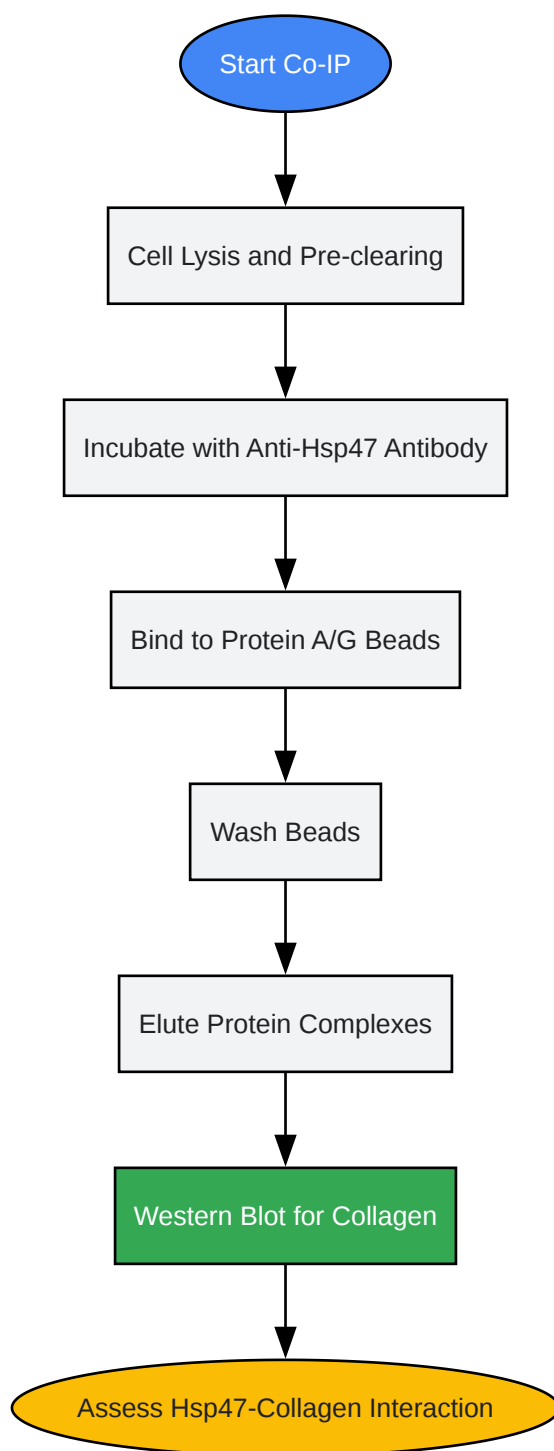 Start Co-IP
Cell Lysis and Pre-clearing
Incubate with Anti-Hsp47 Antibody
Bind to Protein A/G Beads
Wash Beads
Elute Protein Complexes
Western Blot for Collagen
Assess Hsp47-Collagen Interaction